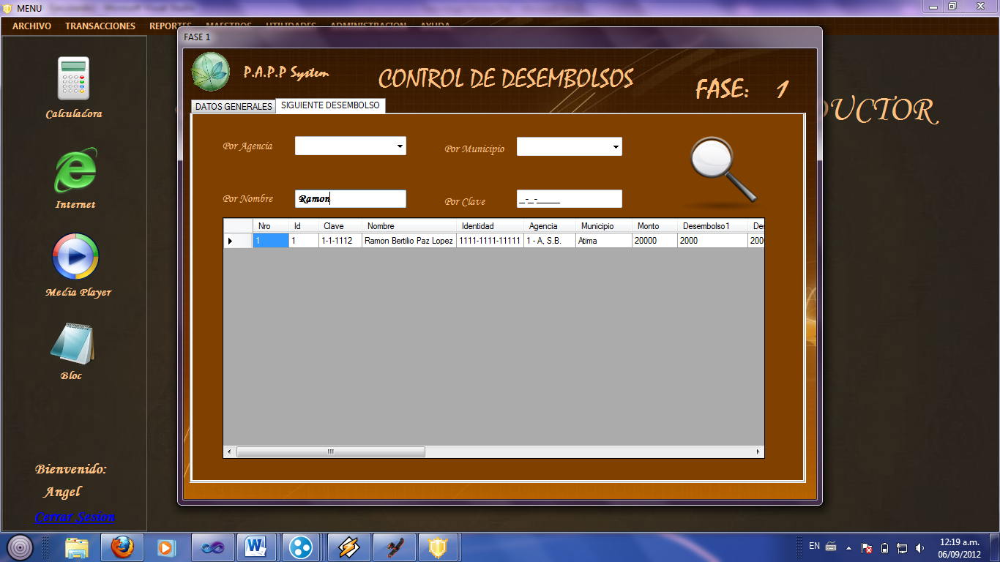 MENU
ARCHIVO TRANSACCIONES REPORTES MAESTROS UTILIDADES ADMINISTRACION AYUDA
FASE 1
P.A.P.P System
CONTROL DE DESEMBOLSOS
FASE: 1
UCTOR
DATOS GENERALES SIGUIENTE DESEMBOLSO
Por Agencia
Por Municipio
Por Nombre Ramon
Por Clave _-_-____
Nro Id Clave Nombre Identidad Agencia Municipio Monto Desembolso1 Des
1 1 1-1-1112 Ramon Bertilio Paz Lopez 1111-1111-11111 1 - A, S.B. Atima 20000 2000 200
Calculadora
Internet
Media Player
Bloc
Bienvenido:
Angel
Cerrar Sesion
EN
12:19 a.m.
06/09/2012